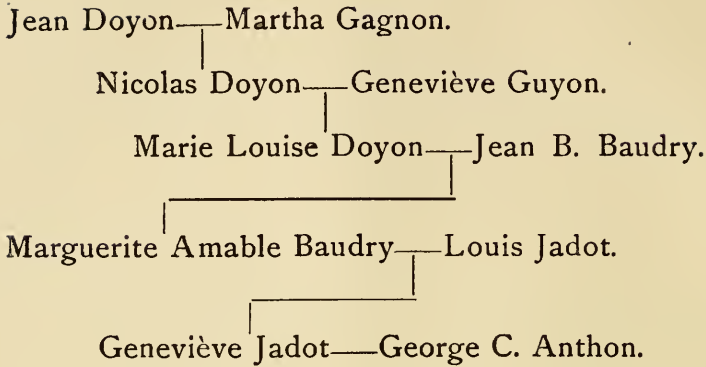 Jean Doyon—Martha Gagnon.
Nicolas Doyon—Geneviève Guyon.
Marie Louise Doyon—Jean B. Baudry.
Marguerite Amable Baudry—Louis Jadot.
Geneviève Jadot—George C. Anthon.